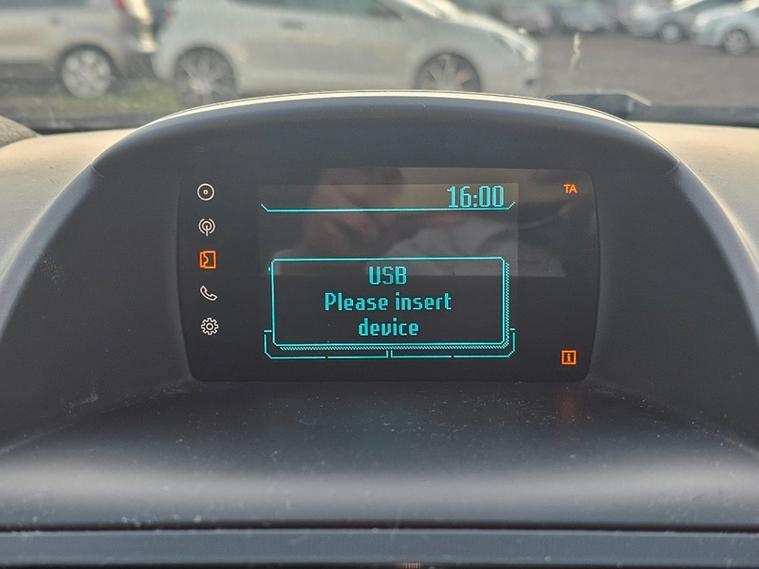 16:00
TA
USB
Please insert
device
i